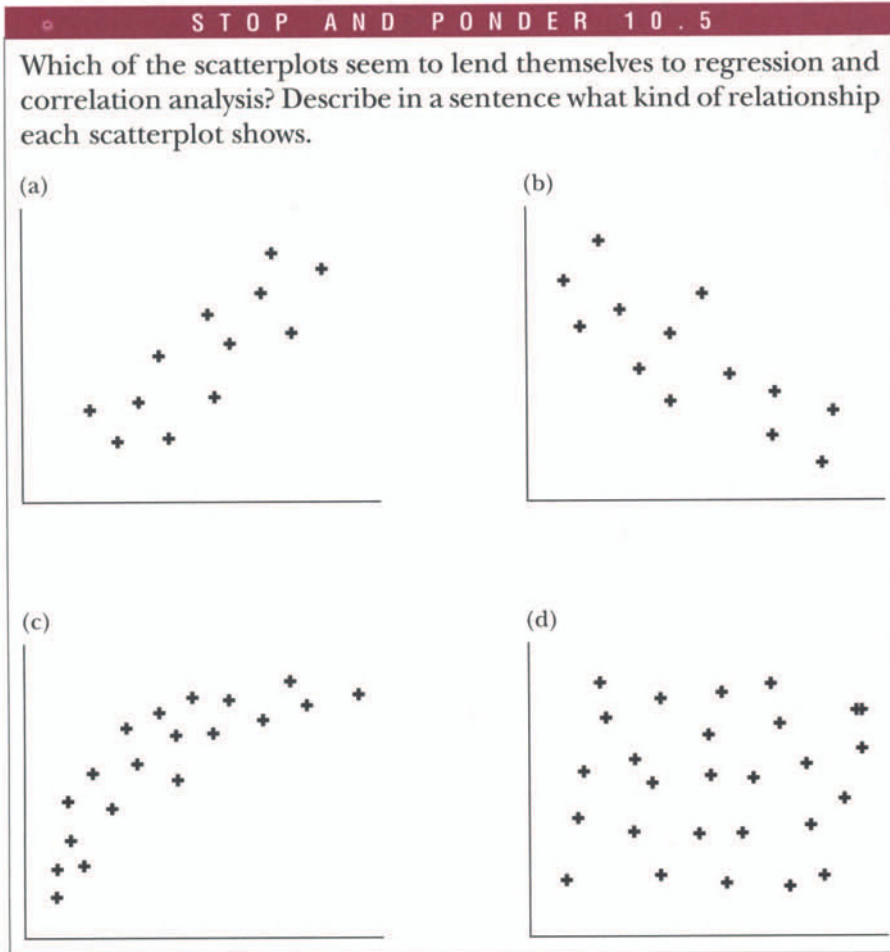 STOP AND PONDER 10.5
Which of the scatterplots seem to lend themselves to regression and
correlation analysis? Describe in a sentence what kind of relationship
each scatterplot shows.
(a)
(b)
(c)
(d)